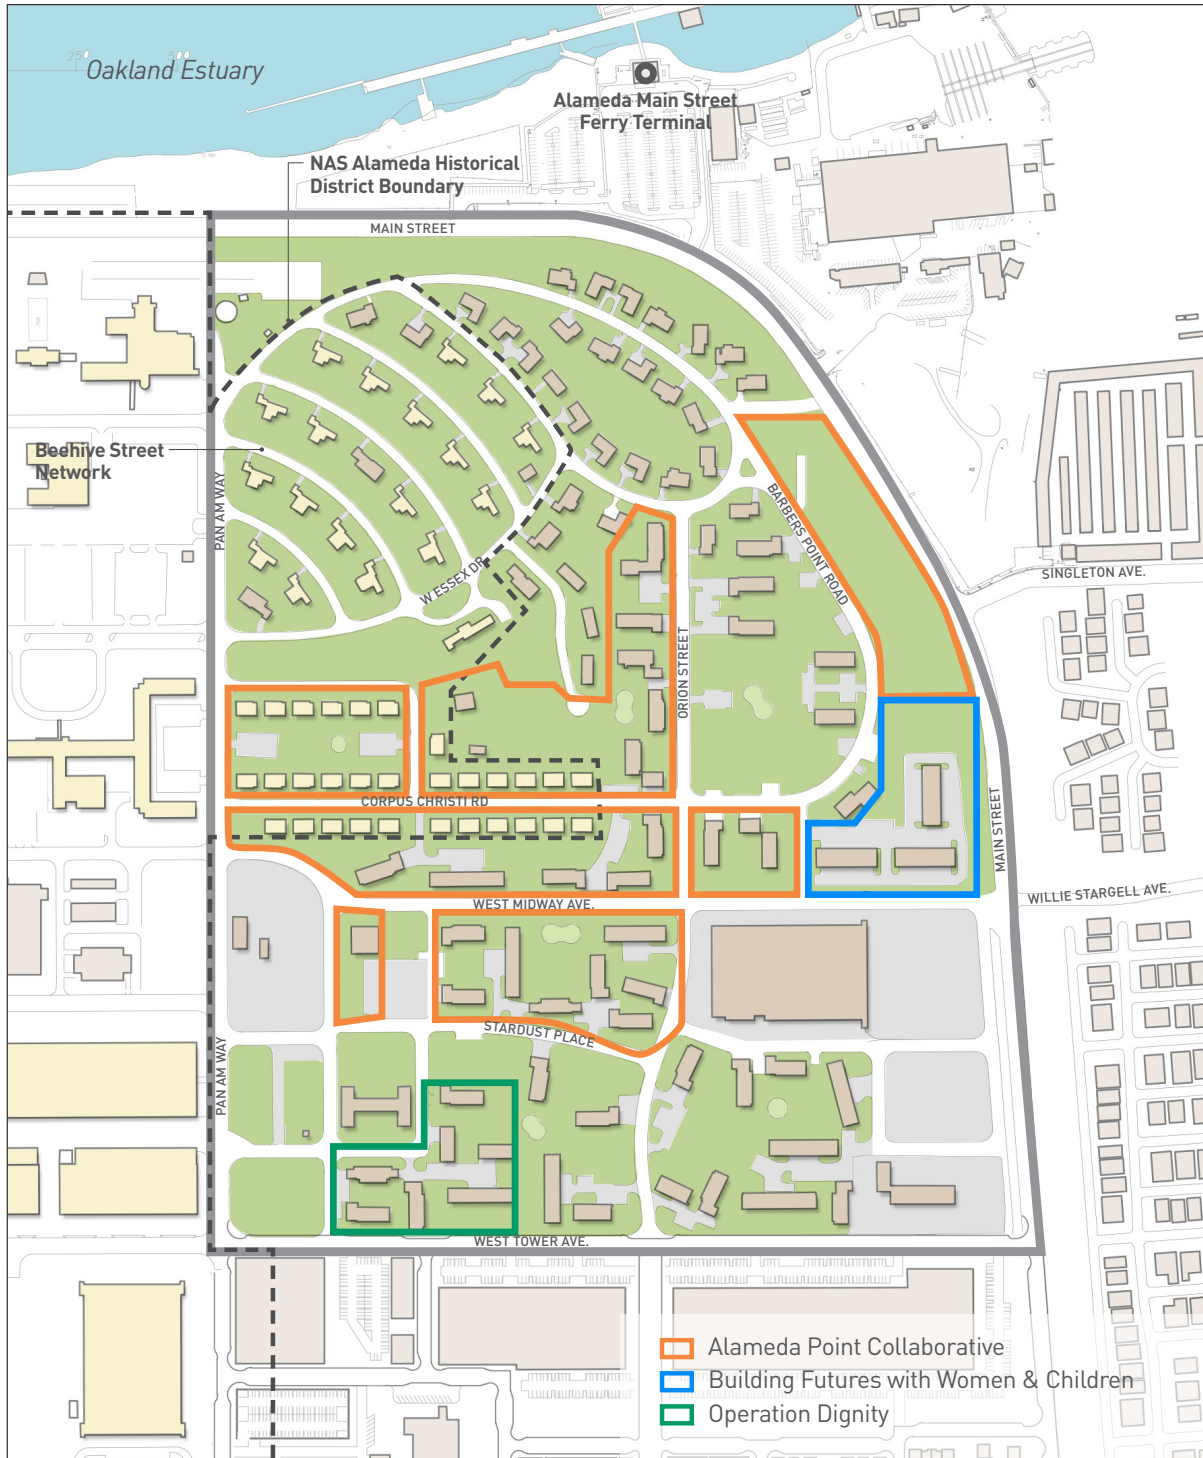 250
500
Oakland Estuary
Alameda Main Street
Ferry Terminal
NAS Alameda Historical
District Boundary
MAIN STREET
Beehive Street
Network
PAN AM WAY
W ESSEX DR
BARBERS POINT ROAD
SINGLETON AVE.
ORION STREET
CORPUS CHRISTI RD
MAIN STREET
WILLIE STARGELL AVE.
WEST MIDWAY AVE.
STARDUST PLACE
PAN AM WAY
WEST TOWER AVE.
Alameda Point Collaborative
Building Futures with Women & Children
Operation Dignity